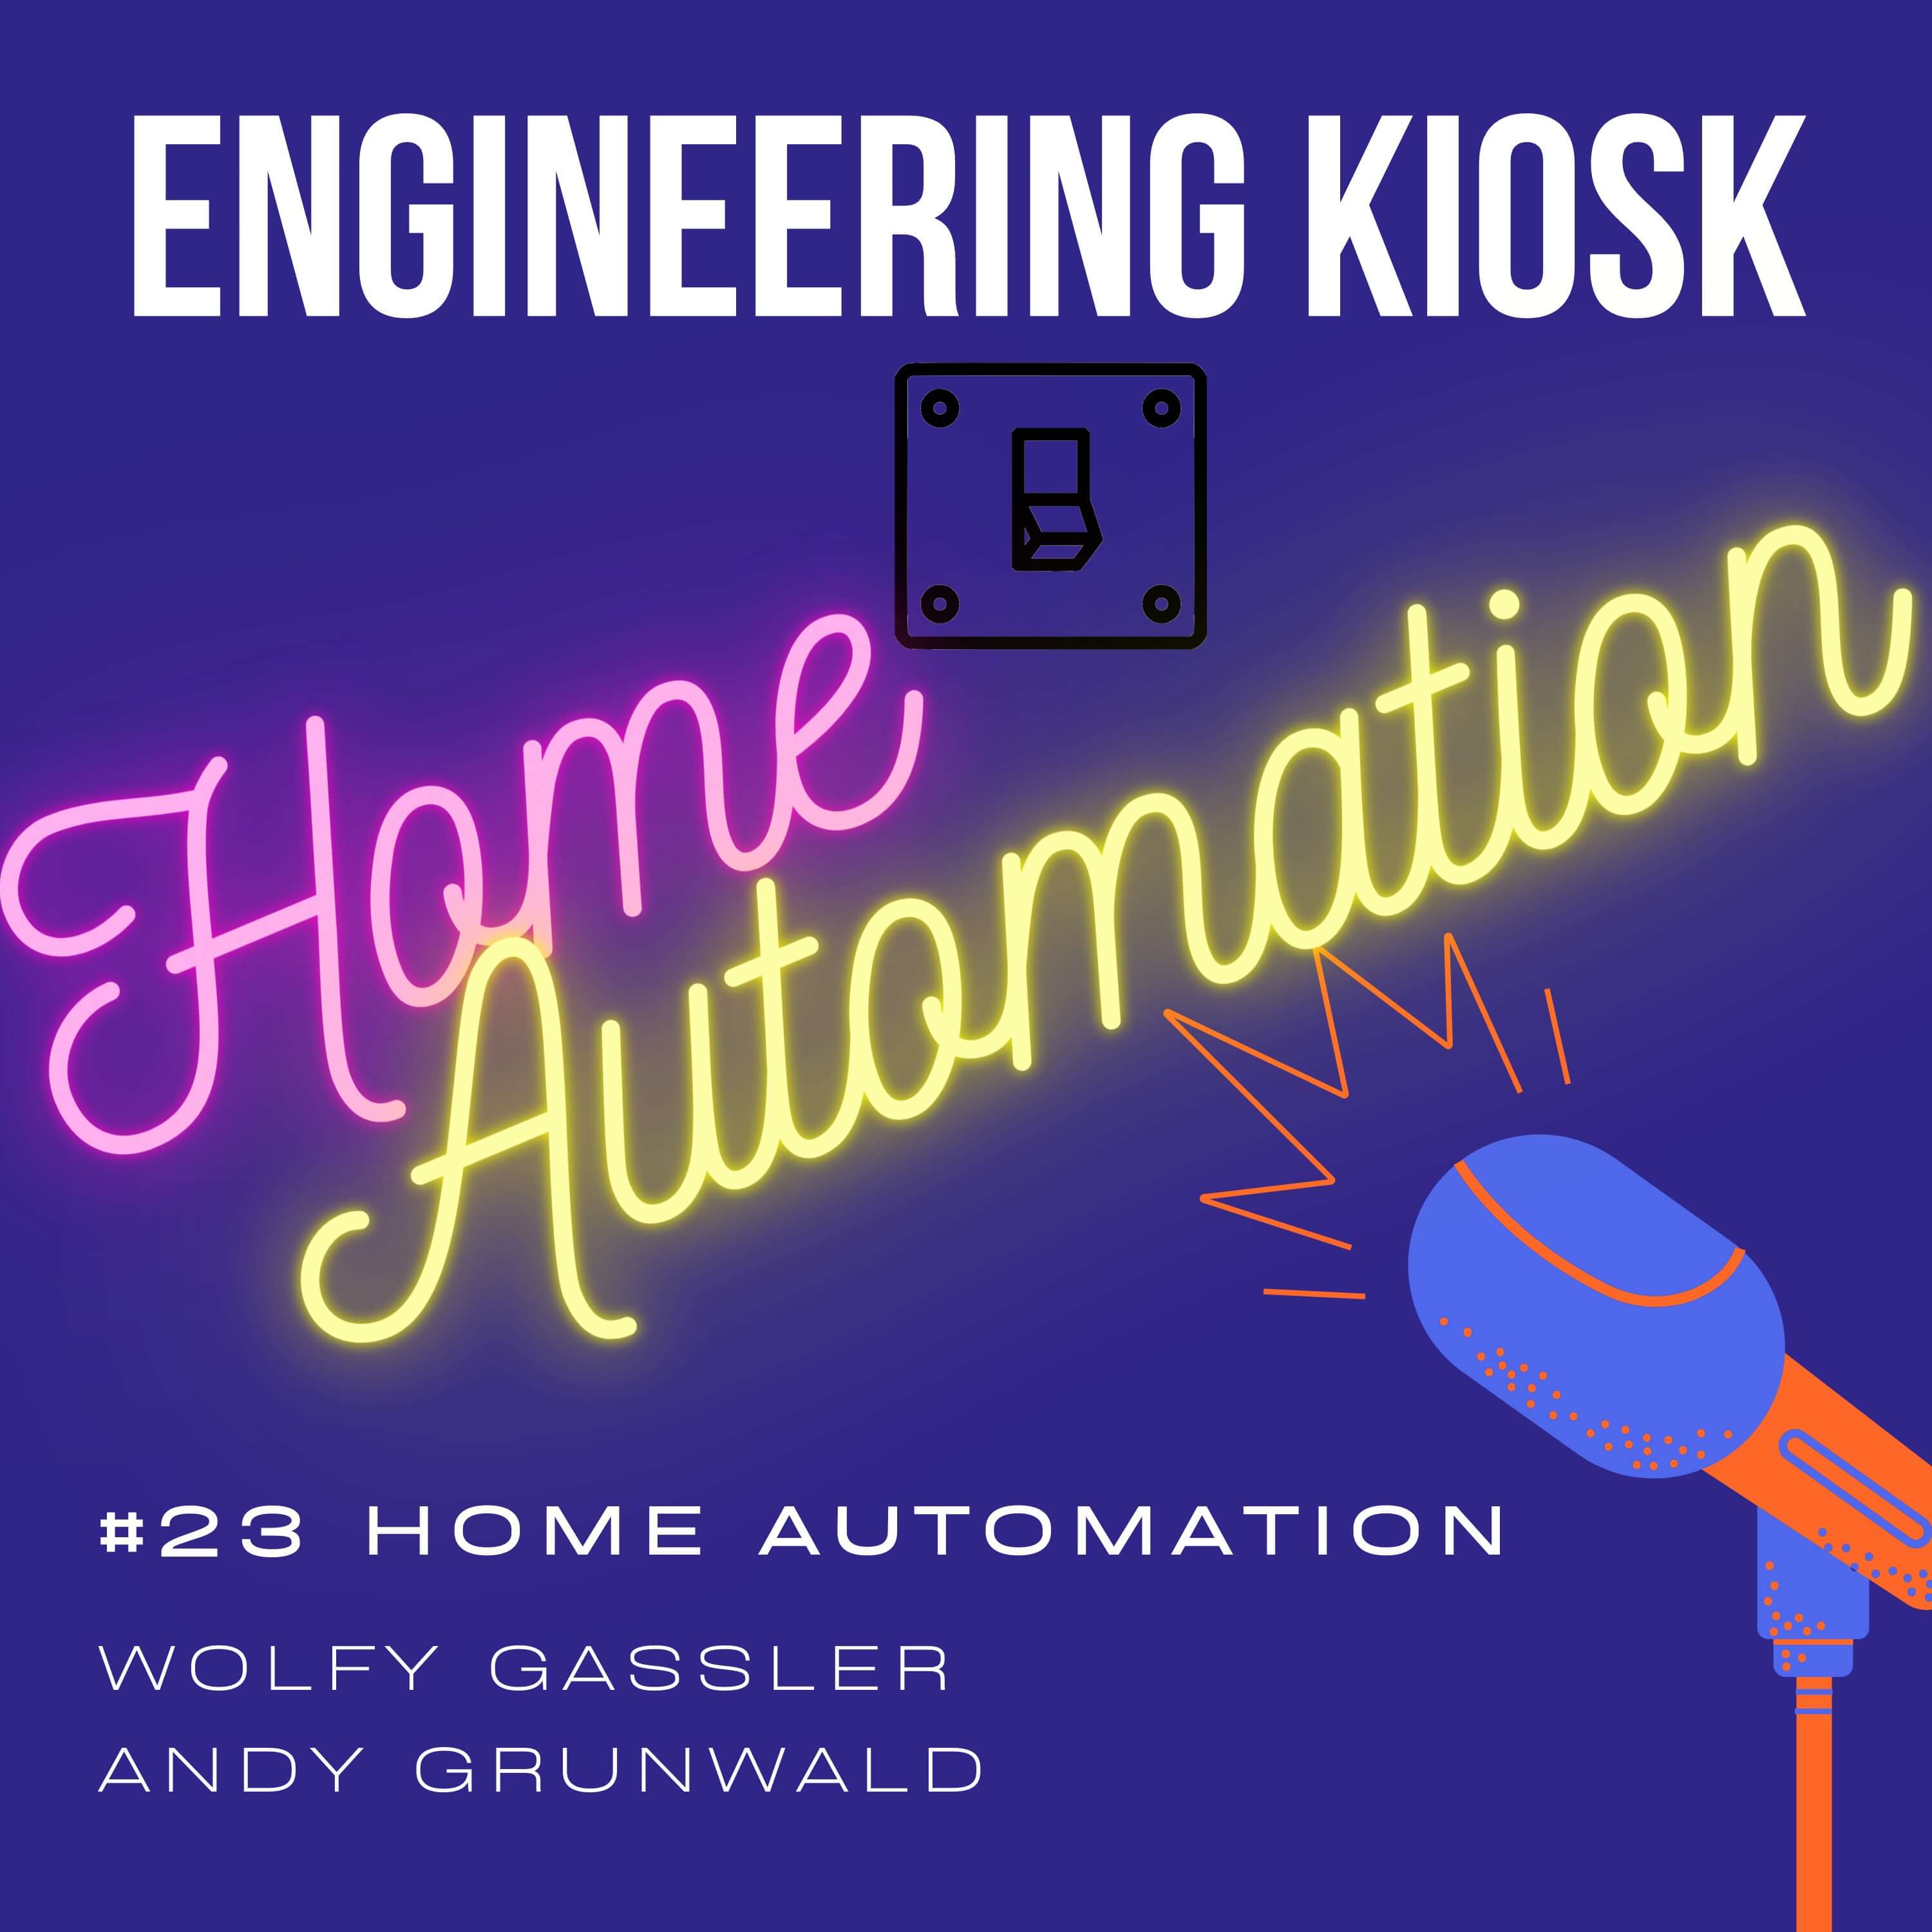 ENGINEERING KIOSK
Home
Automation
#23 HOME AUTOMATION
WOLFY GASSLER
ANDY GRUNWALD